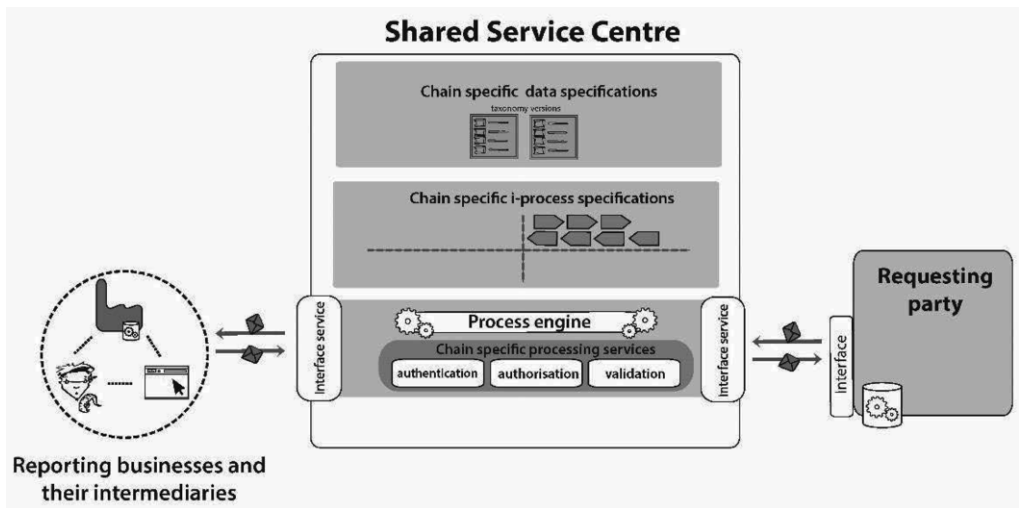 Shared Service Centre
Chain specific data specifications
taxonomy versions
Chain specific i-process specifications
Interface service
Process engine
Chain specific processing services
authentication
authorisation
validation
Interface service
interface
Requesting
party
Reporting businesses and
their intermediaries